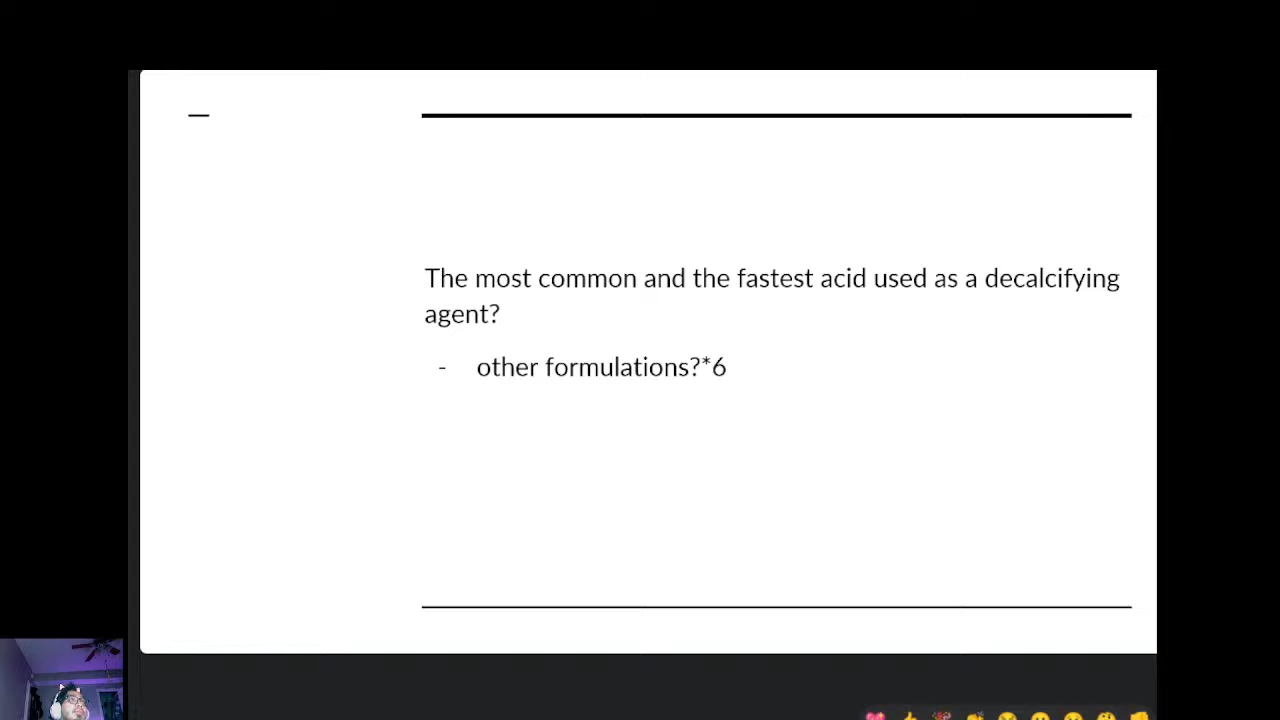 The most common and the fastest acid used as a decalcifying
agent?
- other formulations?*6